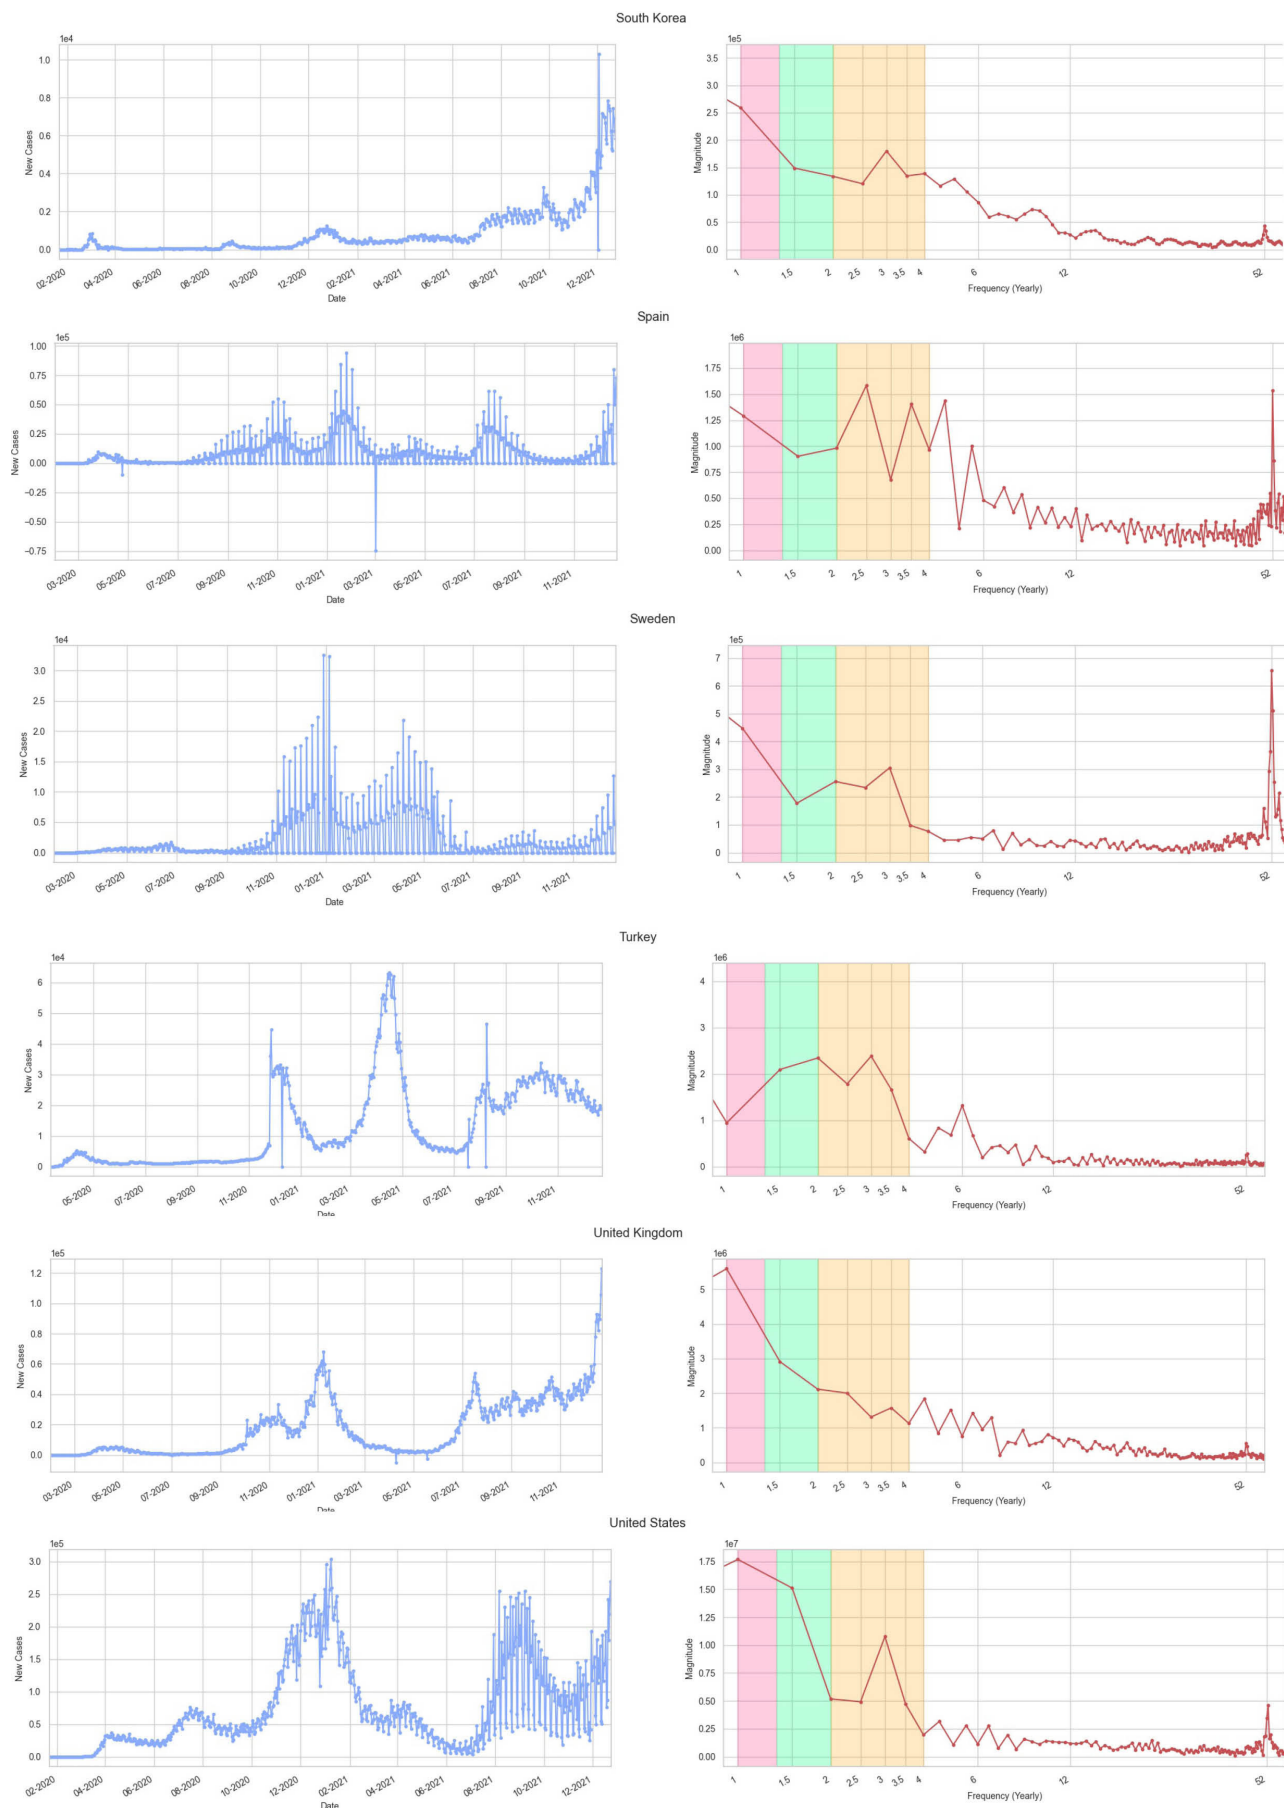 South Korea
1e4
1.0
0.8
0.6
0.4
0.2
0.0
New Cases
02-2020 04-2020 06-2020 08-2020 10-2020 12-2020 02-2021 04-2021 06-2021 08-2021 10-2021 12-2021
Date
1e5
3.5
3.0
2.5
2.0
1.5
1.0
0.5
0.0
Magnitude
1 1.5 2 2.5 3 3.5 4 6 12 52
Frequency (Yearly)
Spain
1e5
1.00
0.75
0.50
0.25
0.00
−0.25
−0.50
−0.75
New Cases
03-2020 05-2020 07-2020 09-2020 11-2020 01-2021 03-2021 05-2021 07-2021 09-2021 11-2021
Date
1e6
1.75
1.50
1.25
1.00
0.75
0.50
0.25
0.00
Magnitude
1 1.5 2 2.5 3 3.5 4 6 12 52
Frequency (Yearly)
Sweden
1e4
3.0
2.5
2.0
1.5
1.0
0.5
0.0
New Cases
03-2020 05-2020 07-2020 09-2020 11-2020 01-2021 03-2021 05-2021 07-2021 09-2021 11-2021
Date
1e5
7
6
5
4
3
2
1
0
Magnitude
1 1.5 2 2.5 3 3.5 4 6 12 52
Frequency (Yearly)
Turkey
1e4
6
5
4
3
2
1
0
New Cases
05-2020 07-2020 09-2020 11-2020 01-2021 03-2021 05-2021 07-2021 09-2021 11-2021
Date
1e6
4
3
2
1
0
Magnitude
1 1.5 2 2.5 3 3.5 4 6 12 52
Frequency (Yearly)
United Kingdom
1e5
1.2
1.0
0.8
0.6
0.4
0.2
0.0
New Cases
03-2020 05-2020 07-2020 09-2020 11-2020 01-2021 03-2021 05-2021 07-2021 09-2021 11-2021
Date
1e6
5
4
3
2
1
0
Magnitude
1 1.5 2 2.5 3 3.5 4 6 12 52
Frequency (Yearly)
United States
1e5
3.0
2.5
2.0
1.5
1.0
0.5
0.0
New Cases
02-2020 04-2020 06-2020 08-2020 10-2020 12-2020 02-2021 04-2021 06-2021 08-2021 10-2021 12-2021
Date
1e7
1.75
1.50
1.25
1.00
0.75
0.50
0.25
0.00
Magnitude
1 1.5 2 2.5 3 3.5 4 6 12 52
Frequency (Yearly)